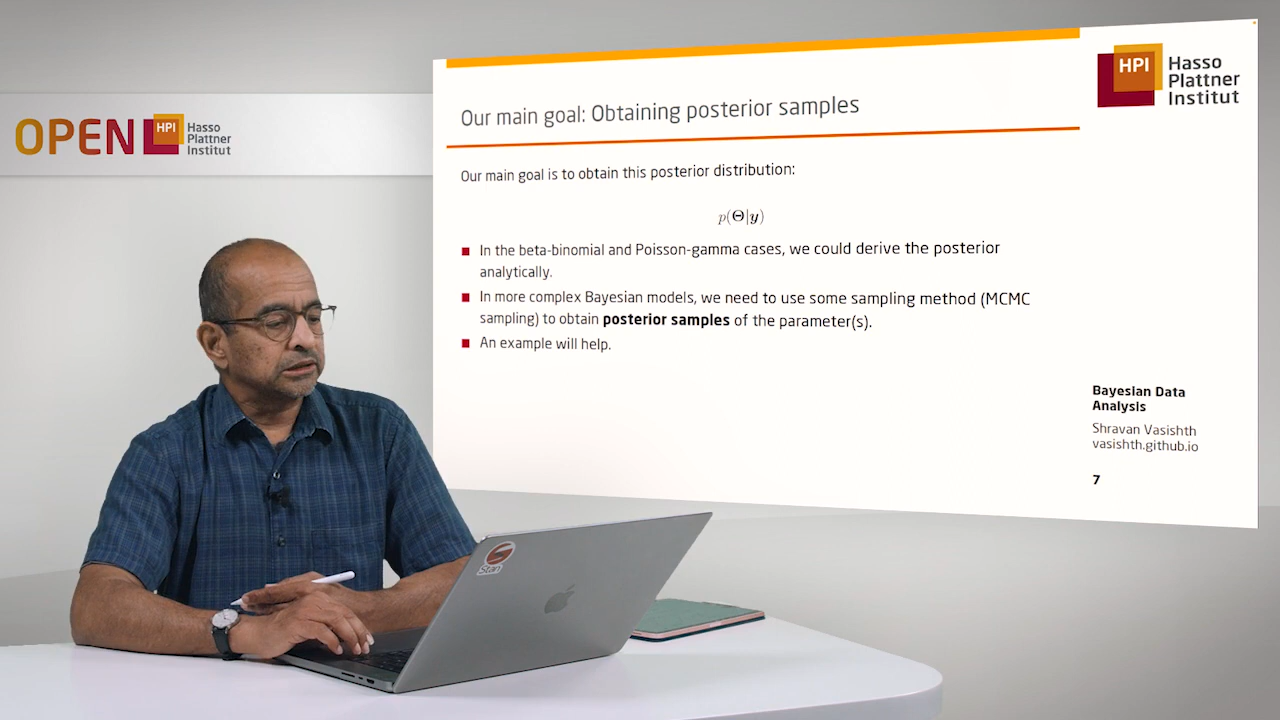 OPEN
HPI
Hasso
Plattner
Institut
Our main goal: Obtaining posterior samples
HPI
Hasso
Plattner
Institut
Our main goal is to obtain this posterior distribution:
p(Θ|y)
In the beta-binomial and Poisson-gamma cases, we could derive the posterior
analytically.
In more complex Bayesian models, we need to use some sampling method (MCMC
sampling) to obtain posterior samples of the parameter(s).
An example will help.
Bayesian Data
Analysis
Shravan Vasishth
vasishth.github.io
7
Stan